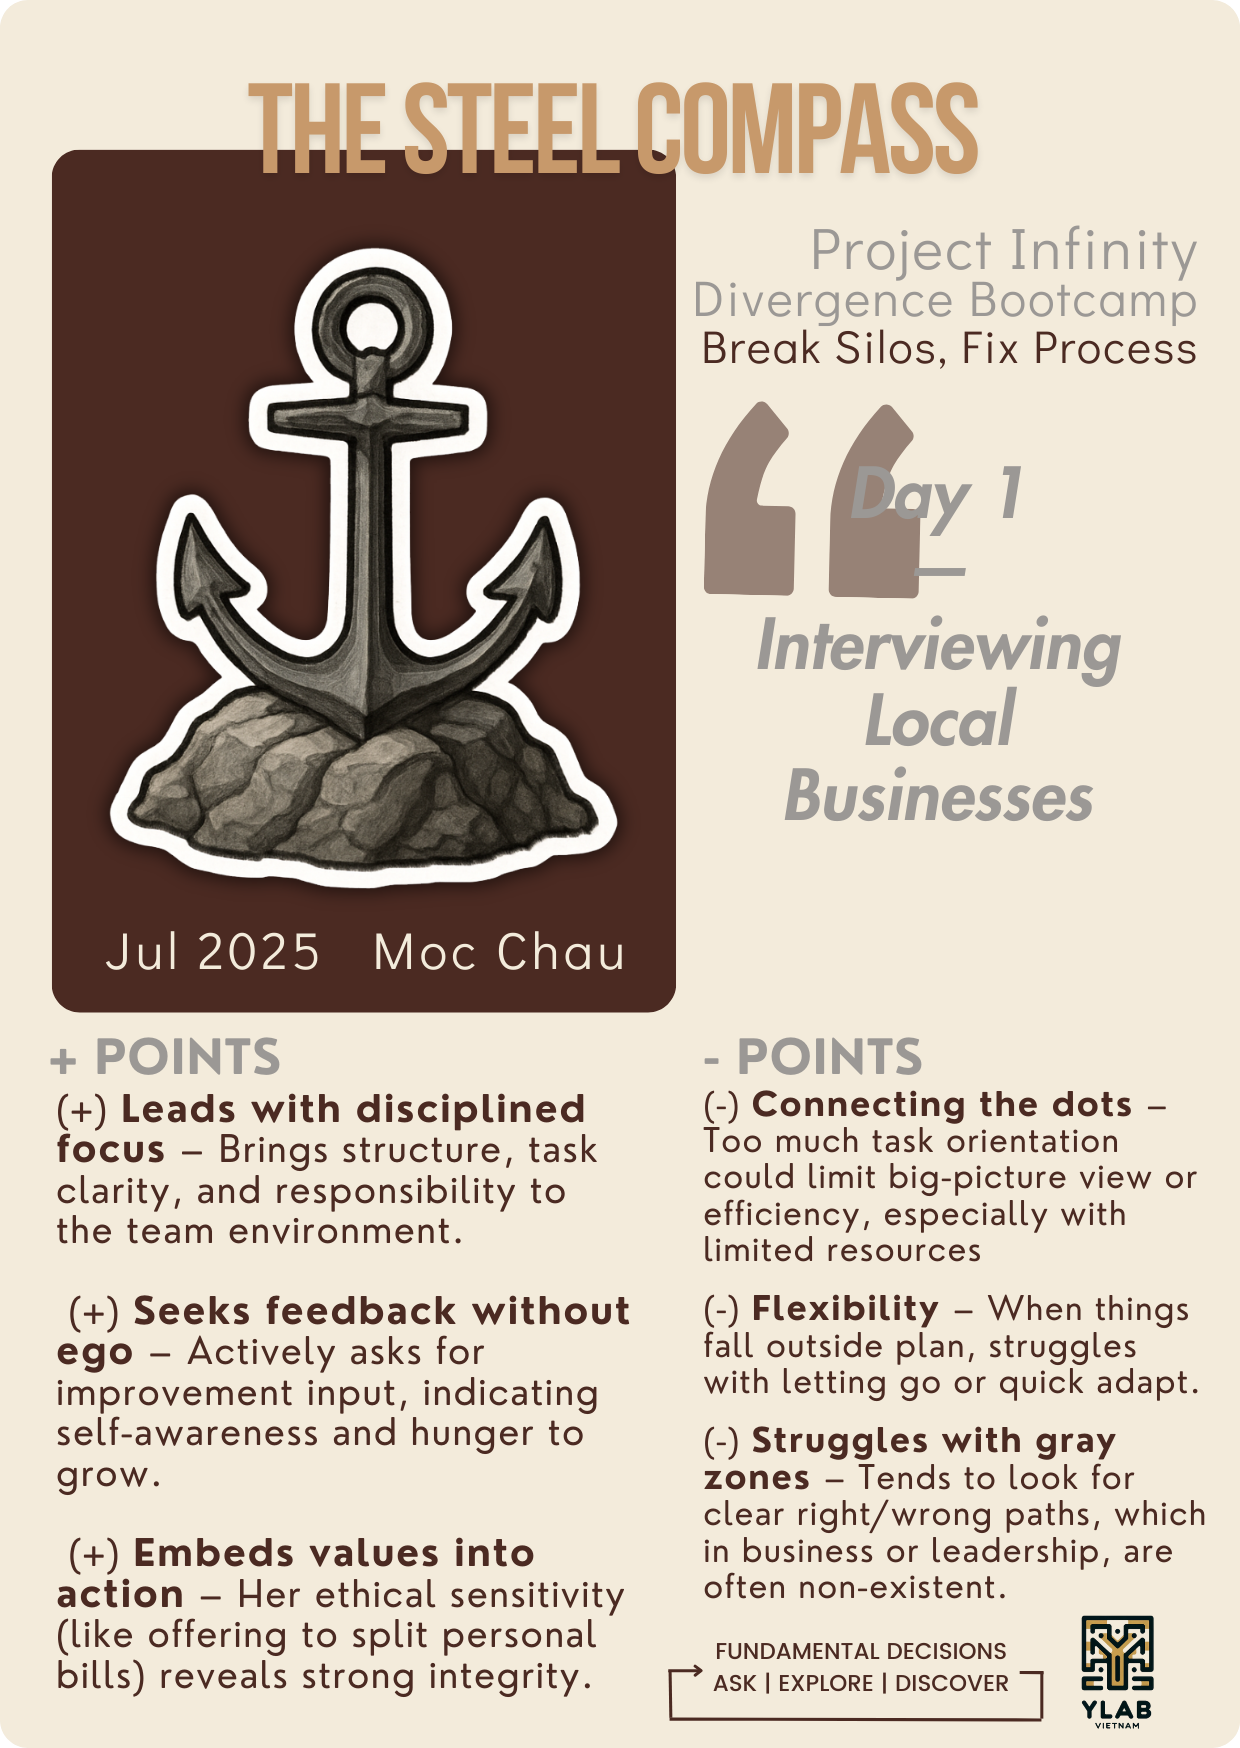 THE STEEL COMPASS
Project Infinity
Divergence Bootcamp
Break Silos, Fix Process
Day 1
—
Interviewing
Local
Businesses
Jul 2025 Moc Chau
+ POINTS
(+) Leads with disciplined
focus – Brings structure, task
clarity, and responsibility to
the team environment.
(+) Seeks feedback without
ego – Actively asks for
improvement input, indicating
self-awareness and hunger to
grow.
(+) Embeds values into
action – Her ethical sensitivity
(like offering to split personal
bills) reveals strong integrity.
- POINTS
(-) Connecting the dots –
Too much task orientation
could limit big-picture view or
efficiency, especially with
limited resources
(-) Flexibility – When things
fall outside plan, struggles
with letting go or quick adapt.
(-) Struggles with gray
zones – Tends to look for
clear right/wrong paths, which
in business or leadership, are
often non-existent.
FUNDAMENTAL DECISIONS
ASK | EXPLORE | DISCOVER
YLAB
VIETNAM